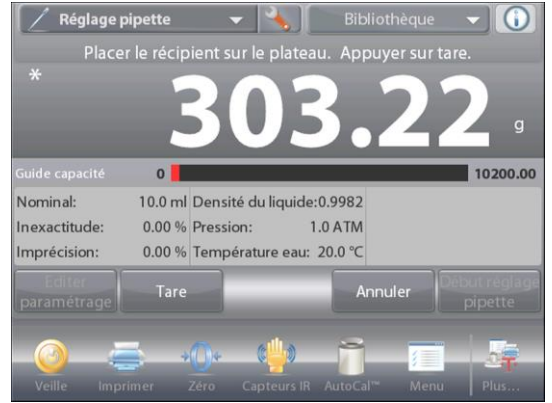 Réglage pipette Bibliothèque
Placer le récipient sur le plateau. Appuyer sur tare.
*
303.22 g
Guide capacité 0 10200.00
Nominal: 10.0 ml Densité du liquide:0.9982
Inexactitude: 0.00 % Pression: 1.0 ATM
Imprécision: 0.00 % Température eau: 20.0 °C
Editer paramétrage Tare Annuler Début réglage pipette
Veille Imprimer Zéro Capteurs IR AutoCal™ Menu Plus...